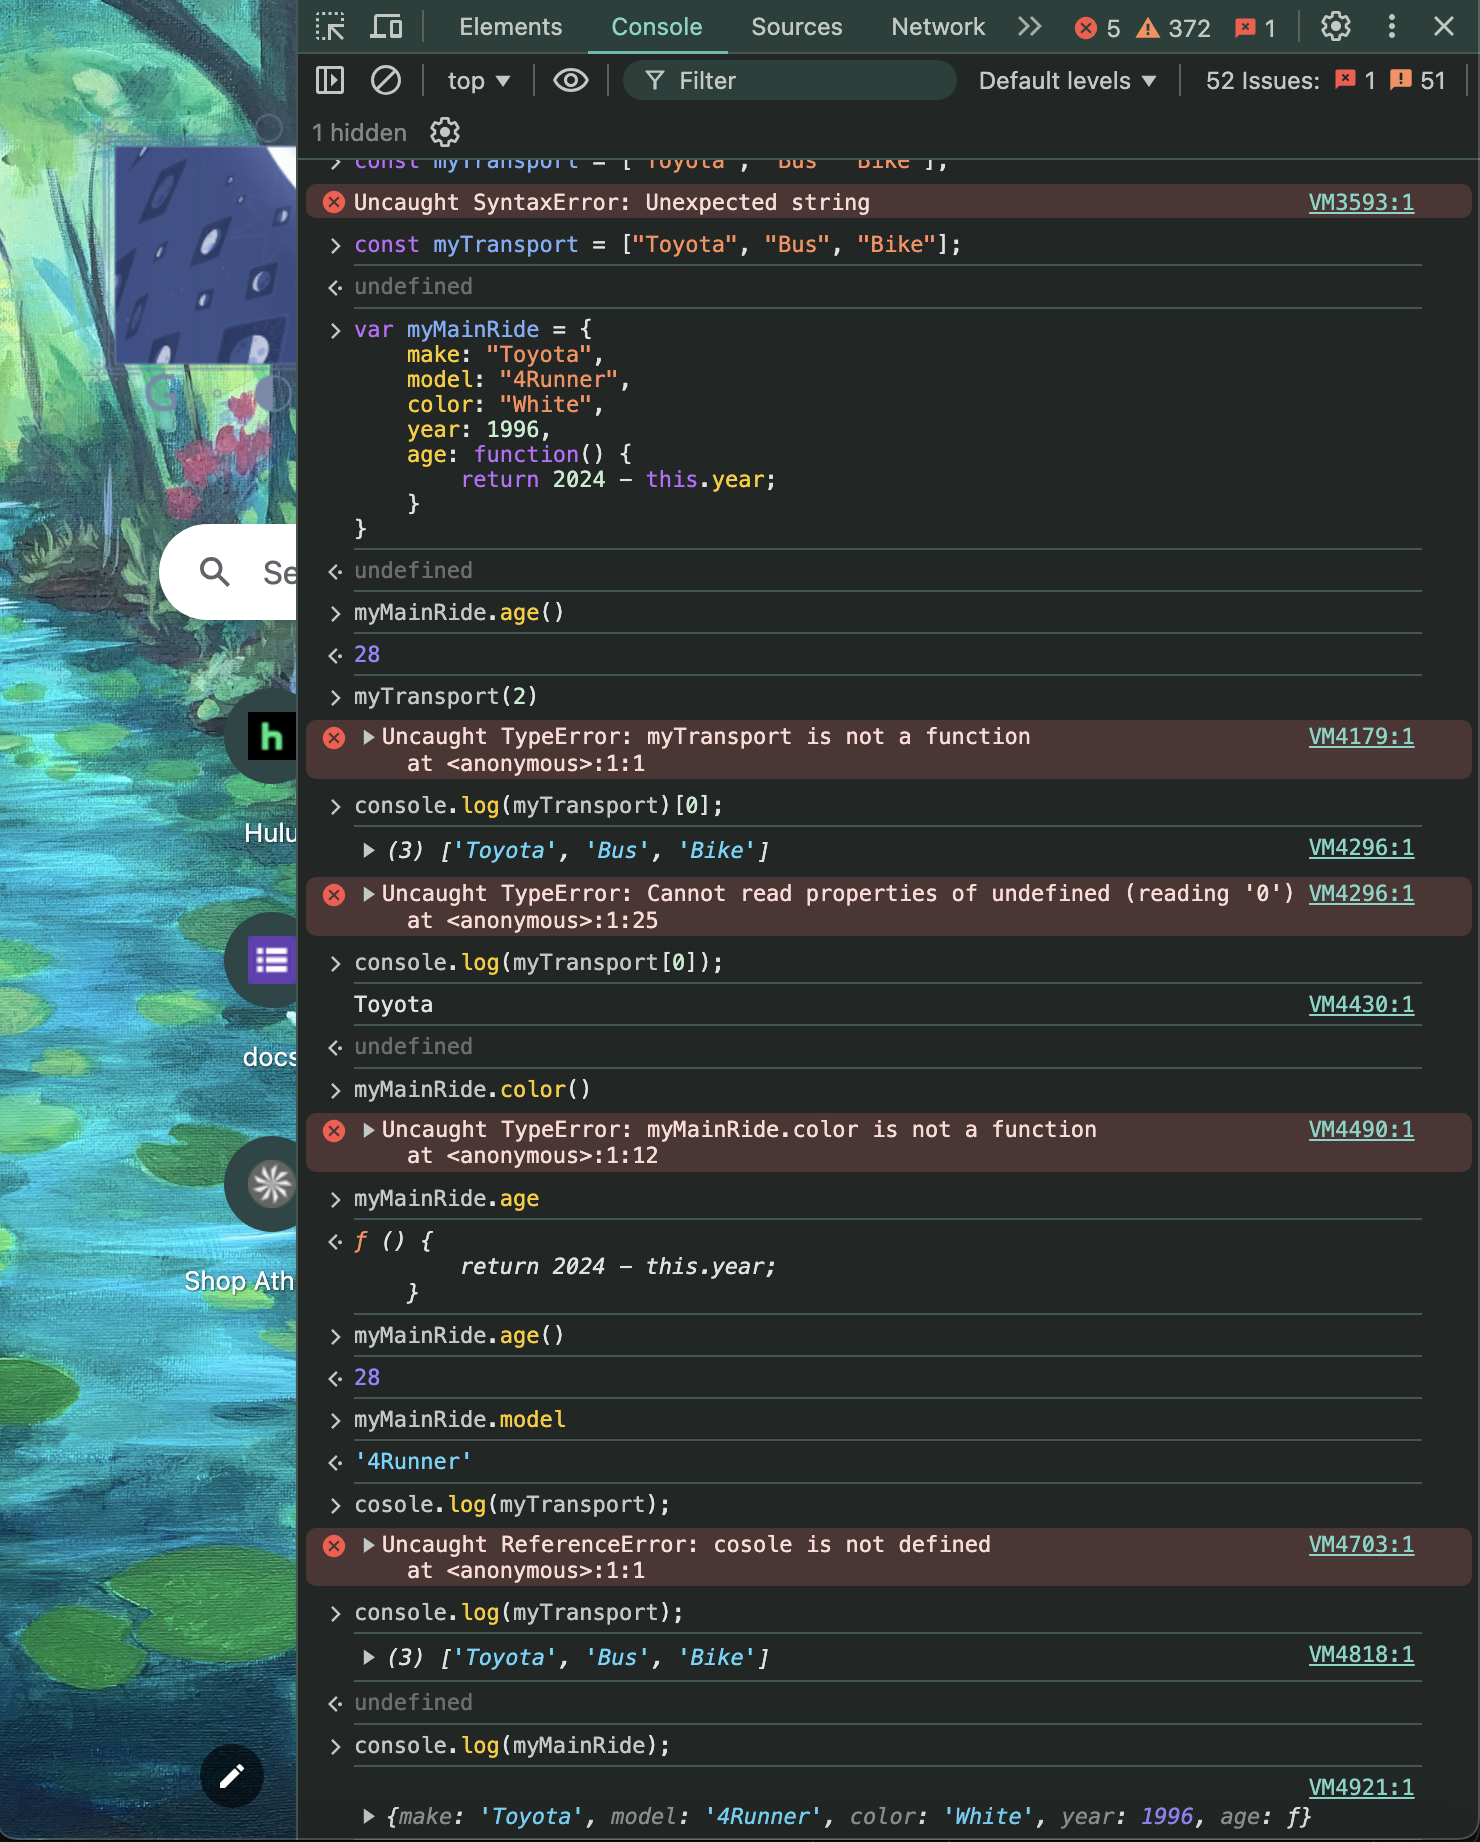 Elements Console Sources Network 5 372 1
top Filter Default levels 52 Issues: 1 51
1 hidden
const myTransport = ["Toyota", "Bus" "Bike"];
Uncaught SyntaxError: Unexpected string VM3593:1
const myTransport = ["Toyota", "Bus", "Bike"];
undefined
var myMainRide = {
make: "Toyota",
model: "4Runner",
color: "White",
year: 1996,
age: function() {
return 2024 - this.year;
}
}
undefined
myMainRide.age()
28
myTransport(2)
Uncaught TypeError: myTransport is not a function VM4179:1
at <anonymous>:1:1
console.log(myTransport)[0];
(3) ['Toyota', 'Bus', 'Bike'] VM4296:1
Uncaught TypeError: Cannot read properties of undefined (reading '0') VM4296:1
at <anonymous>:1:25
console.log(myTransport[0]);
Toyota VM4430:1
undefined
myMainRide.color()
Uncaught TypeError: myMainRide.color is not a function VM4490:1
at <anonymous>:1:12
myMainRide.age
ƒ () {
return 2024 - this.year;
}
myMainRide.age()
28
myMainRide.model
'4Runner'
cosole.log(myTransport);
Uncaught ReferenceError: cosole is not defined VM4703:1
at <anonymous>:1:1
console.log(myTransport);
(3) ['Toyota', 'Bus', 'Bike'] VM4818:1
undefined
console.log(myMainRide);
VM4921:1
{make: 'Toyota', model: '4Runner', color: 'White', year: 1996, age: ƒ}
G
Se
h
Hulu
docs
Shop Ath